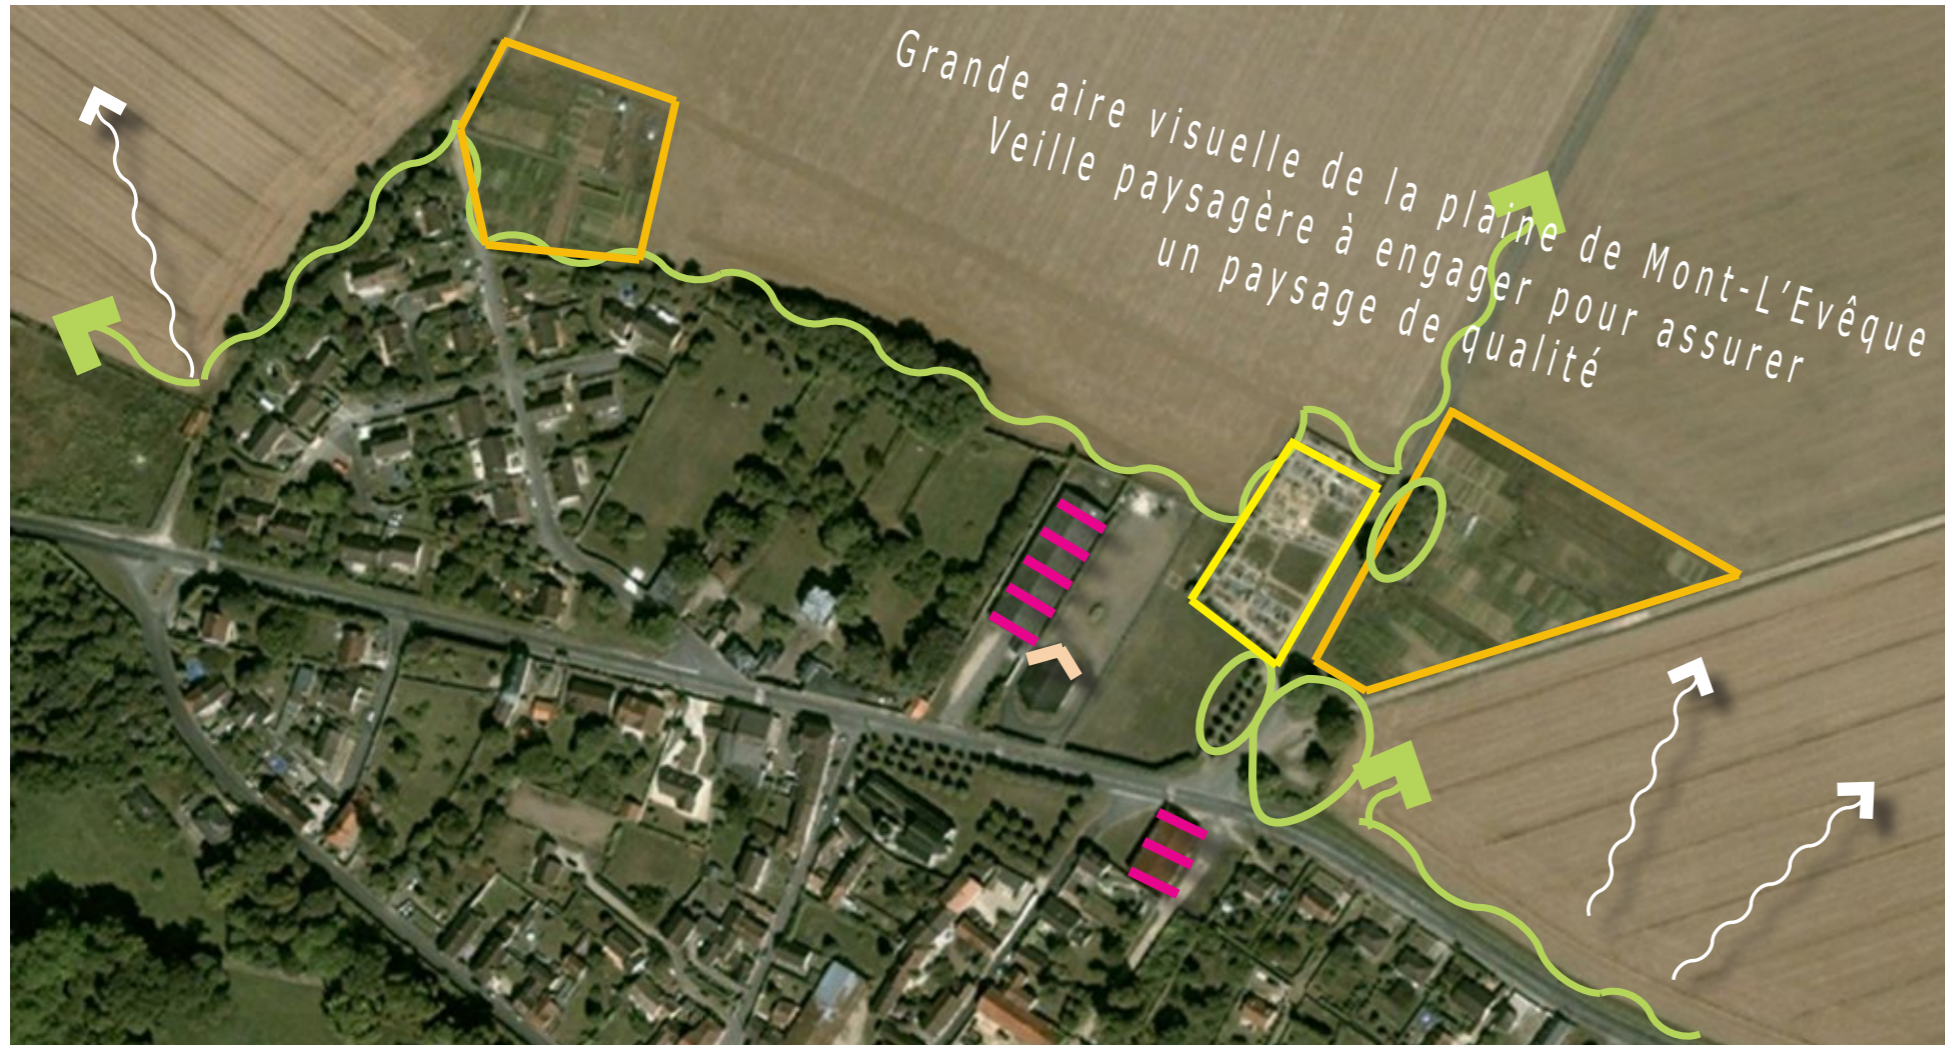 Grande aire visuelle de la plaine de Mont-L’Evêque
Veille paysagère à engager pour assurer
un paysage de qualité